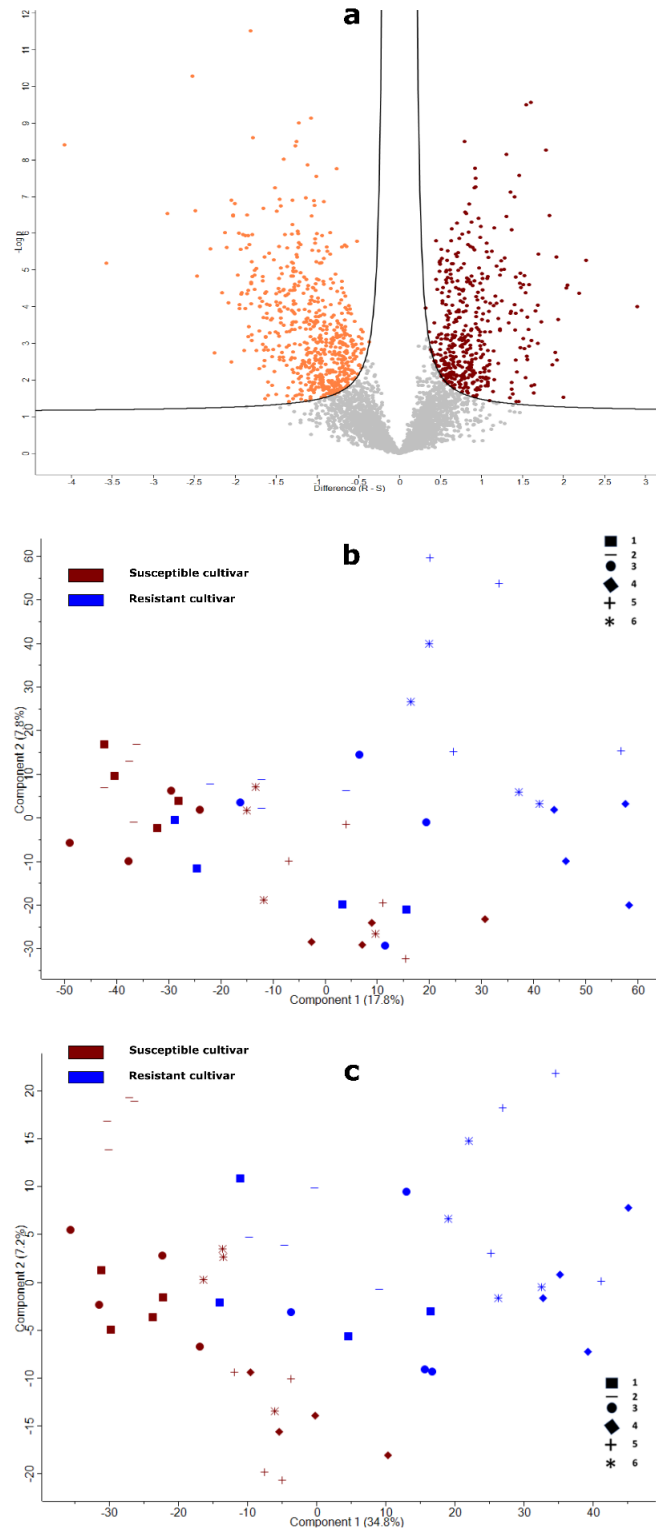 a
12
11
10
9
8
7
6
-Log p
5
4
3
2
1
0
-4 -3.5 -3 -2.5 -2 -1.5 -1 -0.5 0 0.5 1 1.5 2 2.5 3
Difference (R - S)
b
Susceptible cultivar
Resistant cultivar
1
2
3
4
5
6
60
50
40
30
20
10
0
-10
-20
-30
Component 2 (7.8%)
-50 -40 -30 -20 -10 0 10 20 30 40 50 60
Component 1 (17.8%)
c
Susceptible cultivar
Resistant cultivar
20
15
10
5
0
-5
-10
-15
-20
Component 2 (7.2%)
1
2
3
4
5
6
-30 -20 -10 0 10 20 30 40
Component 1 (34.8%)